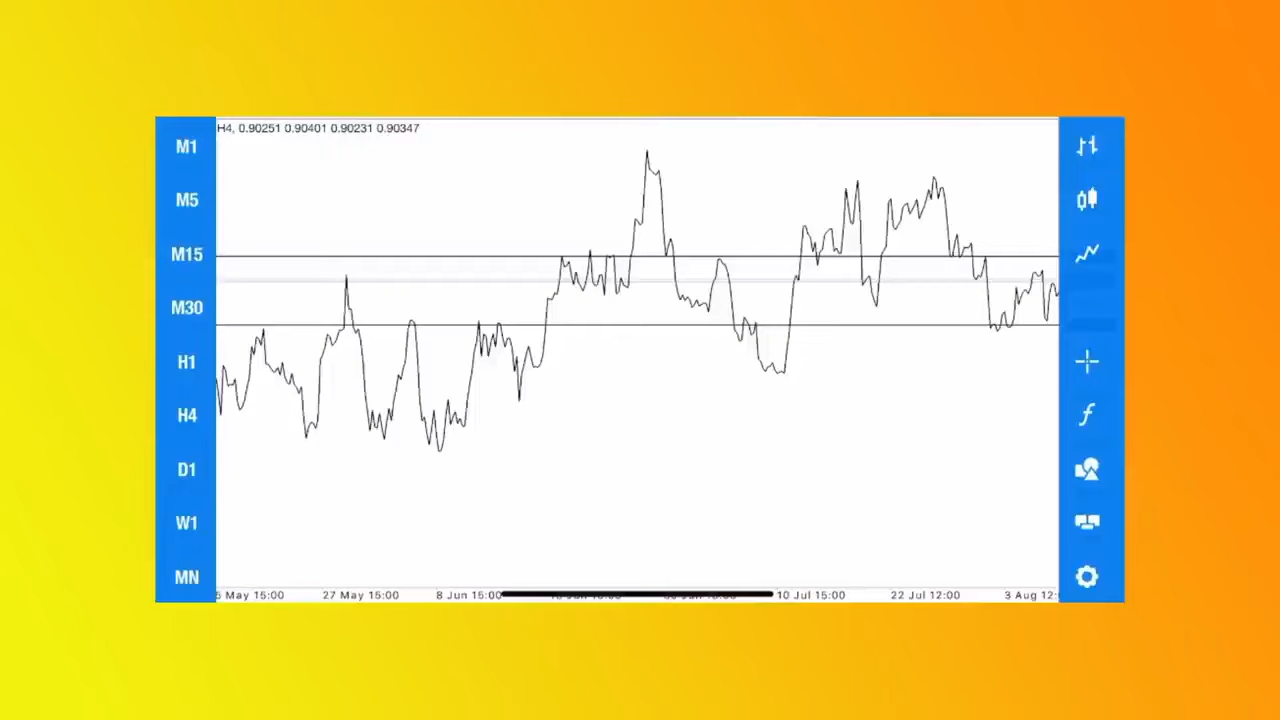 H4, 0.90251 0.90401 0.90231 0.90347
M1
M5
M15
M30
H1
H4
D1
W1
MN
May 15:00 27 May 15:00 8 Jun 15:00 10 Jul 15:00 22 Jul 12:00 3 Aug